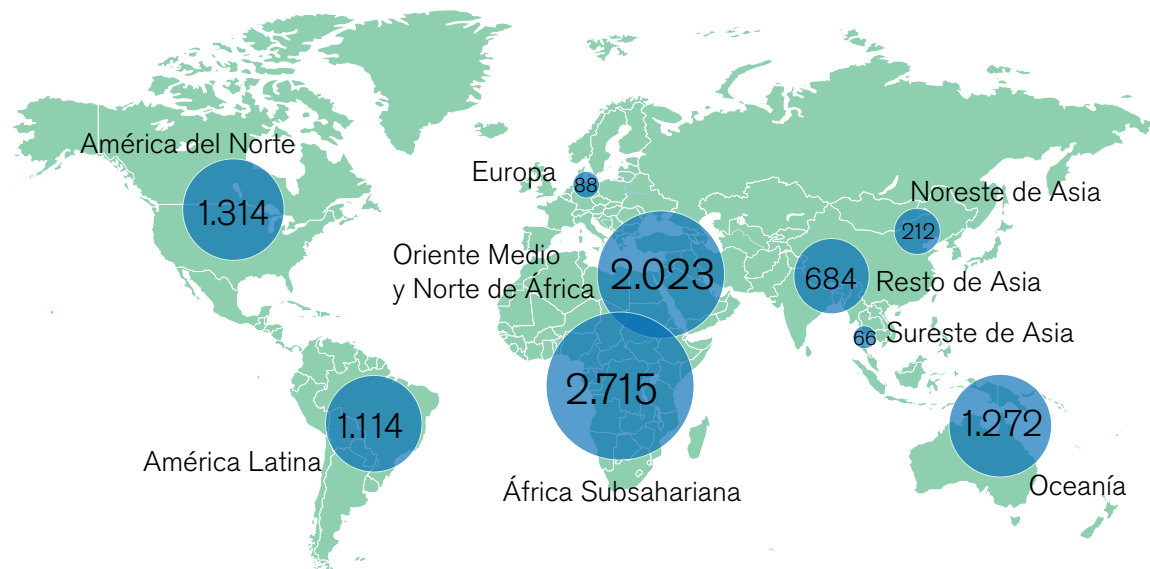 América del Norte
1.314
Europa
88
Noreste de Asia
212
Oriente Medio
y Norte de África
2.023
684
Resto de Asia
66
Sureste de Asia
2.715
África Subsahariana
1.114
América Latina
1.272
Oceanía